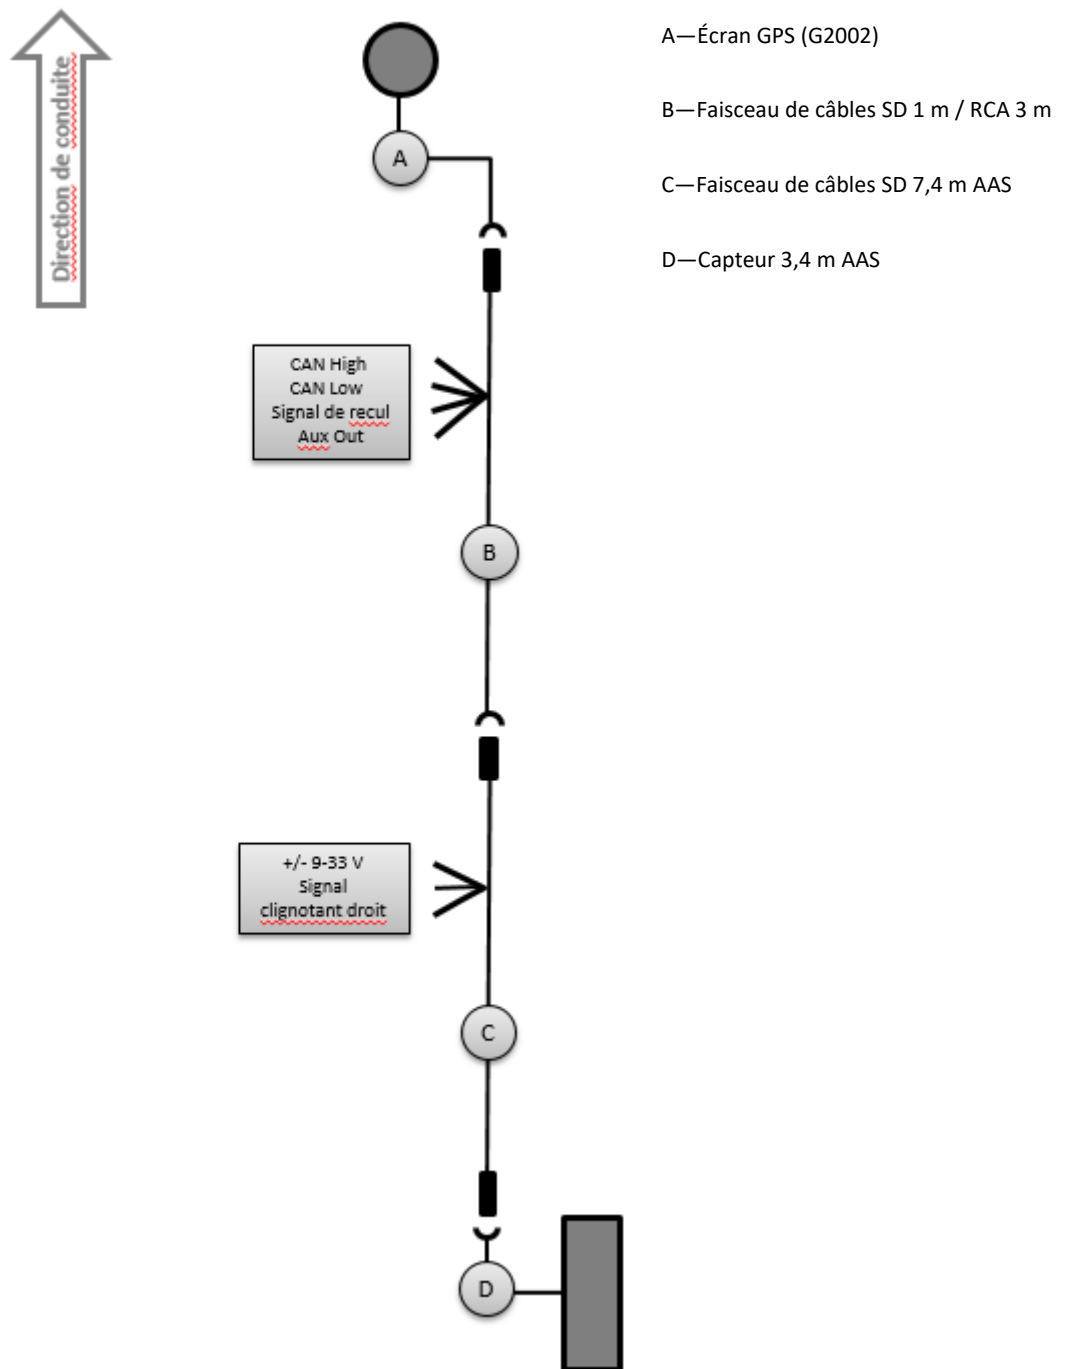 Direction de conduite
A—Écran GPS (G2002)
B—Faisceau de câbles SD 1 m / RCA 3 m
C—Faisceau de câbles SD 7,4 m AAS
D—Capteur 3,4 m AAS
A
CAN High
CAN Low
Signal de recul
Aux Out
B
+/- 9-33 V
Signal
clignotant droit
C
D